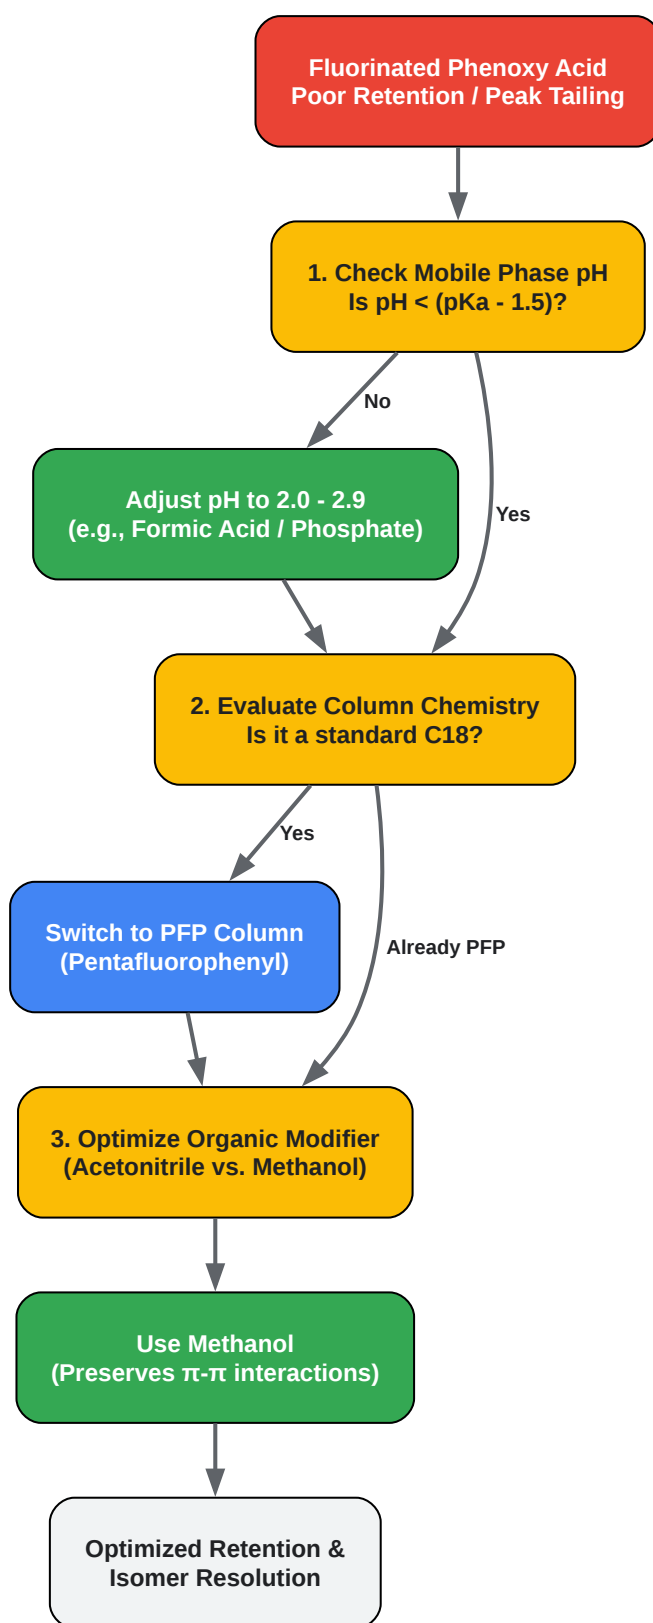 Fluorinated Phenoxy Acid
Poor Retention / Peak Tailing
1. Check Mobile Phase pH
Is pH < (pKa - 1.5)?
No
Adjust pH to 2.0 - 2.9
(e.g., Formic Acid / Phosphate)
Yes
2. Evaluate Column Chemistry
Is it a standard C18?
Yes
Switch to PFP Column
(Pentafluorophenyl)
Already PFP
3. Optimize Organic Modifier
(Acetonitrile vs. Methanol)
Use Methanol
(Preserves π-π interactions)
Optimized Retention &
Isomer Resolution